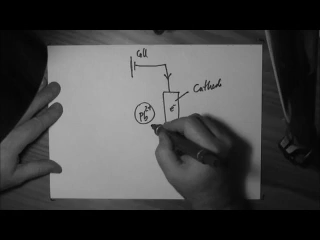 Cell
Cathode
Pb2+
e-